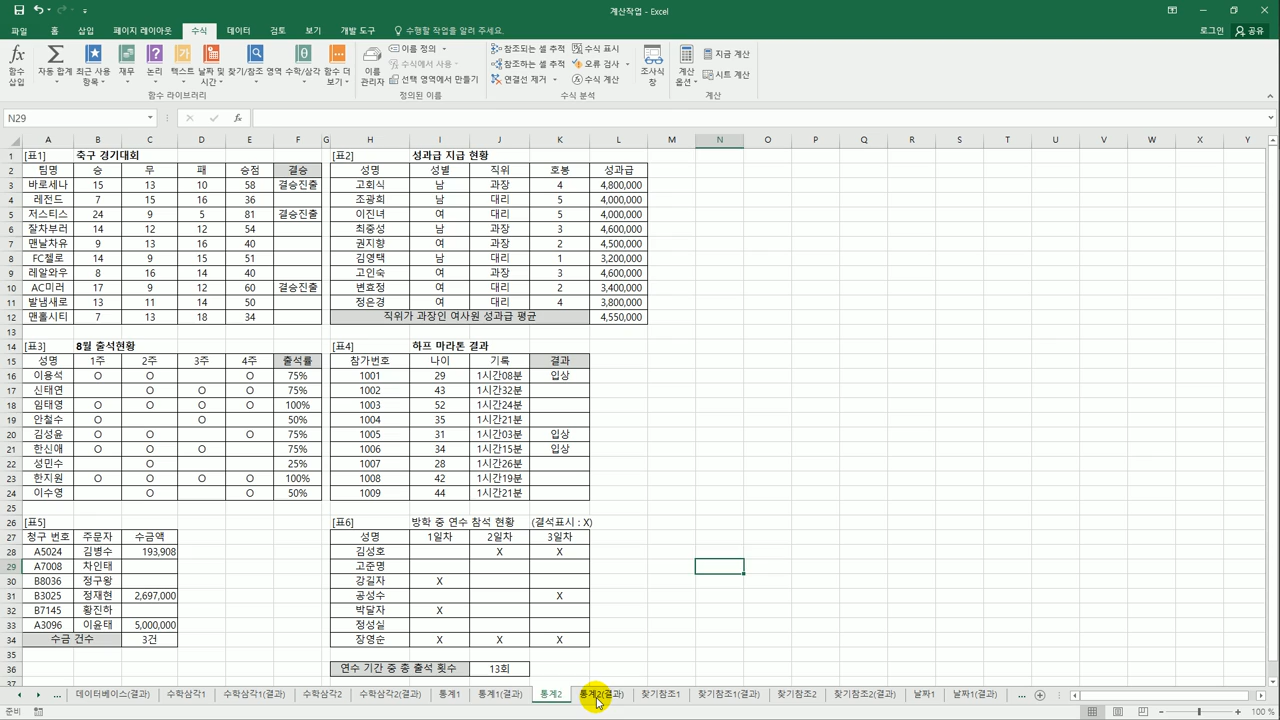 계산작업 - Excel
파일 홈 삽입 페이지 레이아웃 수식 데이터 검토 보기 개발 도구 수행할 작업을 알려 주세요. 로그인 공유
함수 삽입 자동 합계 최근 사용 항목 재무 논리 텍스트 날짜 및 시간 찾기/참조 영역 수학/삼각 함수 더 보기
함수 라이브러리
이름 관리자 이름 정의 수식에서 사용 선택 영역에서 만들기
정의된 이름
참조되는 셀 추적 참조하는 셀 추적 연결선 제거 수식 표시 오류 검사 수식 계산 조사식 창
수식 분석
계산 옵션 지금 계산 시트 계산
계산
N29 fx
A B C D E F G H I J K L M N O P Q R S T U V W X Y
1 [표1] 축구 경기대회 [표2] 성과급 지급 현황
2 팀명 승 무 패 승점 결승 성명 성별 직위 호봉 성과급
3 바로세나 15 13 10 58 결승진출 고회식 남 과장 4 4,800,000
4 레전드 7 15 16 36 조광희 남 대리 5 4,000,000
5 저스티스 24 9 5 81 결승진출 이진녀 여 대리 5 4,000,000
6 잘차부러 14 12 12 54 최중성 남 과장 3 4,600,000
7 맨날차유 9 13 16 40 권지향 여 과장 2 4,500,000
8 FC첼로 14 9 15 51 김영택 남 대리 1 3,200,000
9 레알와우 8 16 14 40 고인숙 여 과장 3 4,600,000
10 AC미러 17 9 12 60 결승진출 변효정 여 대리 2 3,400,000
11 발냄새로 13 11 14 50 정은경 여 대리 4 3,800,000
12 맨홀시티 7 13 18 34 직위가 과장인 여사원 성과급 평균 4,550,000
13
14 [표3] 8월 출석현황 [표4] 하프 마라톤 결과
15 성명 1주 2주 3주 4주 출석률 참가번호 나이 기록 결과
16 이용석 O O O 75% 1001 29 1시간08분 입상
17 신태연 O O O 75% 1002 43 1시간32분
18 임태영 O O O O 100% 1003 52 1시간24분
19 안철수 O O 50% 1004 35 1시간21분
20 김성윤 O O O 75% 1005 31 1시간03분 입상
21 한신애 O O O 75% 1006 34 1시간15분 입상
22 성민수 O 25% 1007 28 1시간26분
23 한지원 O O O O 100% 1008 42 1시간19분
24 이수영 O O 50% 1009 44 1시간21분
25
26 [표5] [표6] 방학 중 연수 참석 현황 (결석표시 : X)
27 청구 번호 주문자 수금액 성명 1일차 2일차 3일차
28 A5024 김병수 193,908 김성호 X X
29 A7008 차인태 고준명
30 B8036 정구왕 강길자 X
31 B3025 정재현 2,697,000 공성수 X
32 B7145 황진하 박달자 X
33 A3096 이윤태 5,000,000 정성실
34 수금 건수 3건 장영순 X X X
35
36 연수 기간 중 총 출석 횟수 13회
37
... 데이터베이스(결과) 수학삼각1 수학삼각1(결과) 수학삼각2 수학삼각2(결과) 통계1 통계1(결과) 통계2 통계2(결과) 찾기참조1 찾기참조1(결과) 찾기참조2 찾기참조2(결과) 날짜1 날짜1(결과) ...
준비 100 %